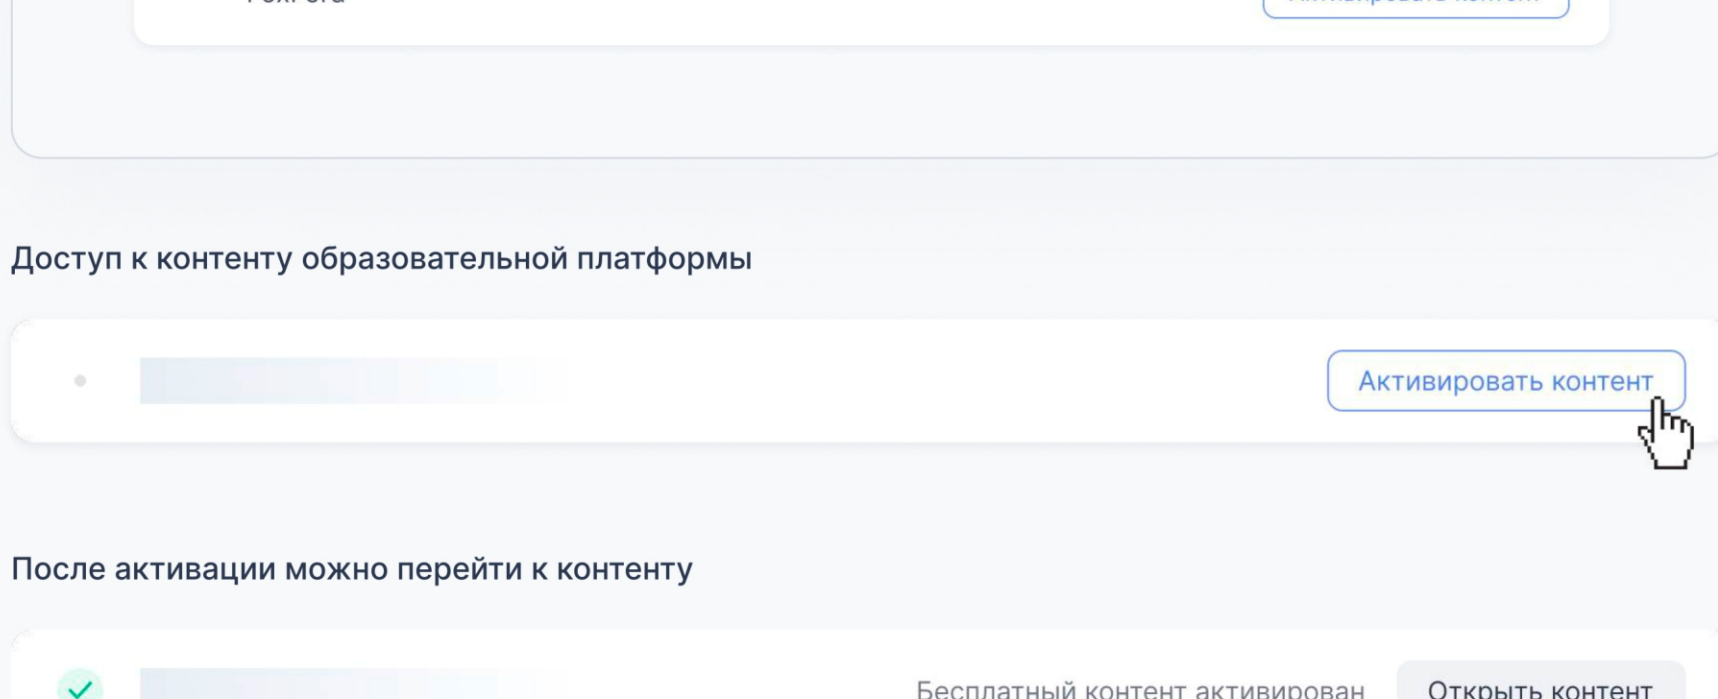 Доступ к контенту образовательной платформы
Активировать контент
После активации можно перейти к контенту
Бесплатный контент активирован Открыть контент